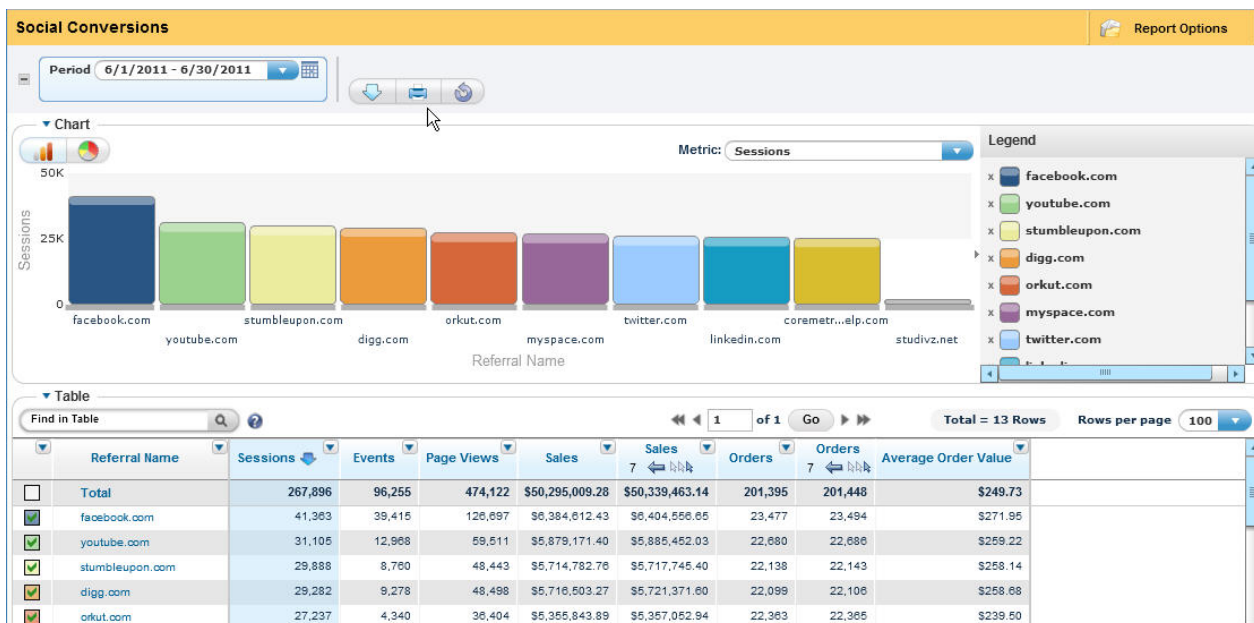 Social Conversions
Report Options
Period 6/1/2011 - 6/30/2011
Chart
Metric: Sessions
Legend
50K
25K
0
Sessions
facebook.com
youtube.com
stumbleupon.com
digg.com
orkut.com
myspace.com
twitter.com
linkedin.com
coremetr...elp.com
studivz.net
Referral Name
x facebook.com
x youtube.com
x stumbleupon.com
x digg.com
x orkut.com
x myspace.com
x twitter.com
Table
Find in Table
1 of 1 Go
Total = 13 Rows
Rows per page 100
Referral Name Sessions Events Page Views Sales Sales 7 Orders Orders 7 Average Order Value
Total 267,896 96,255 474,122 $50,295,009.28 $50,339,463.14 201,395 201,448 $249.73
facebook.com 41,363 39,415 126,697 $6,384,612.43 $6,404,556.65 23,477 23,494 $271.95
youtube.com 31,105 12,968 59,511 $5,879,171.40 $5,885,452.03 22,680 22,686 $259.22
stumbleupon.com 29,888 8,760 48,443 $5,714,782.76 $5,717,745.40 22,138 22,143 $258.14
digg.com 29,282 9,278 48,498 $5,716,503.27 $5,721,371.60 22,099 22,106 $258.68
orkut.com 27,237 4,340 36,404 $5,355,843.89 $5,357,052.94 22,363 22,365 $239.50